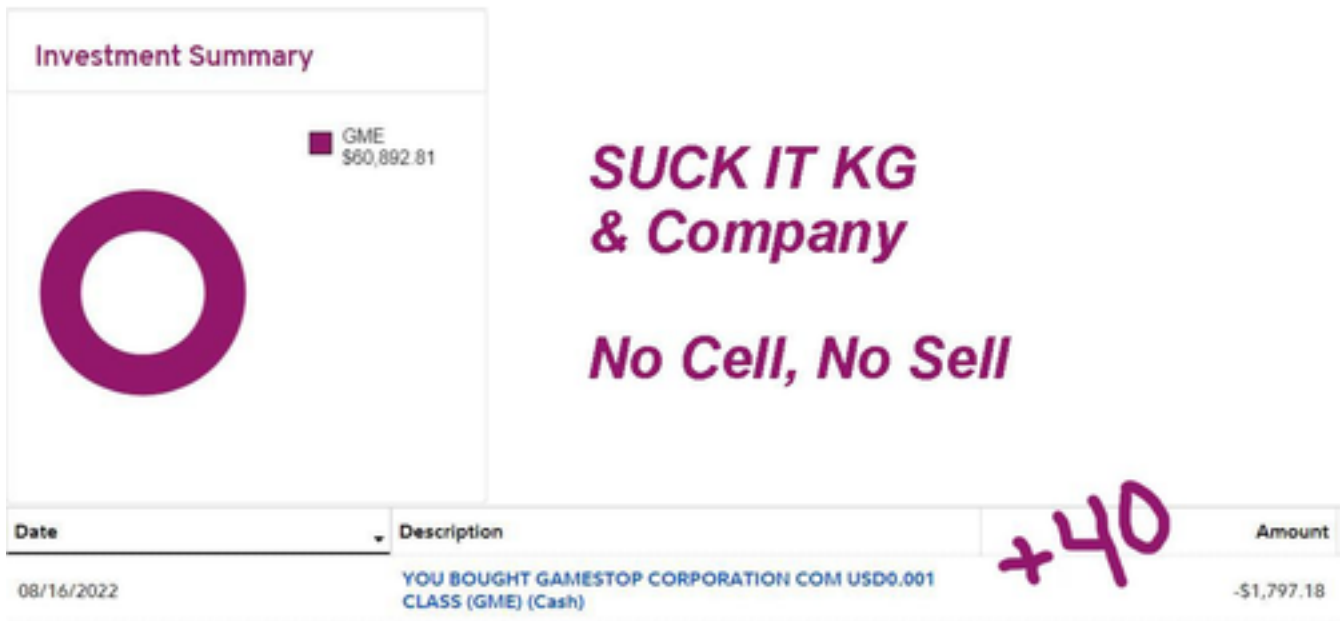 Investment Summary
GME
$60,892.81
SUCK IT KG
& Company
No Cell, No Sell
+40
Date
Description
Amount
08/16/2022
YOU BOUGHT GAMESTOP CORPORATION COM USD0.001
CLASS (GME) (Cash)
-$1,797.18